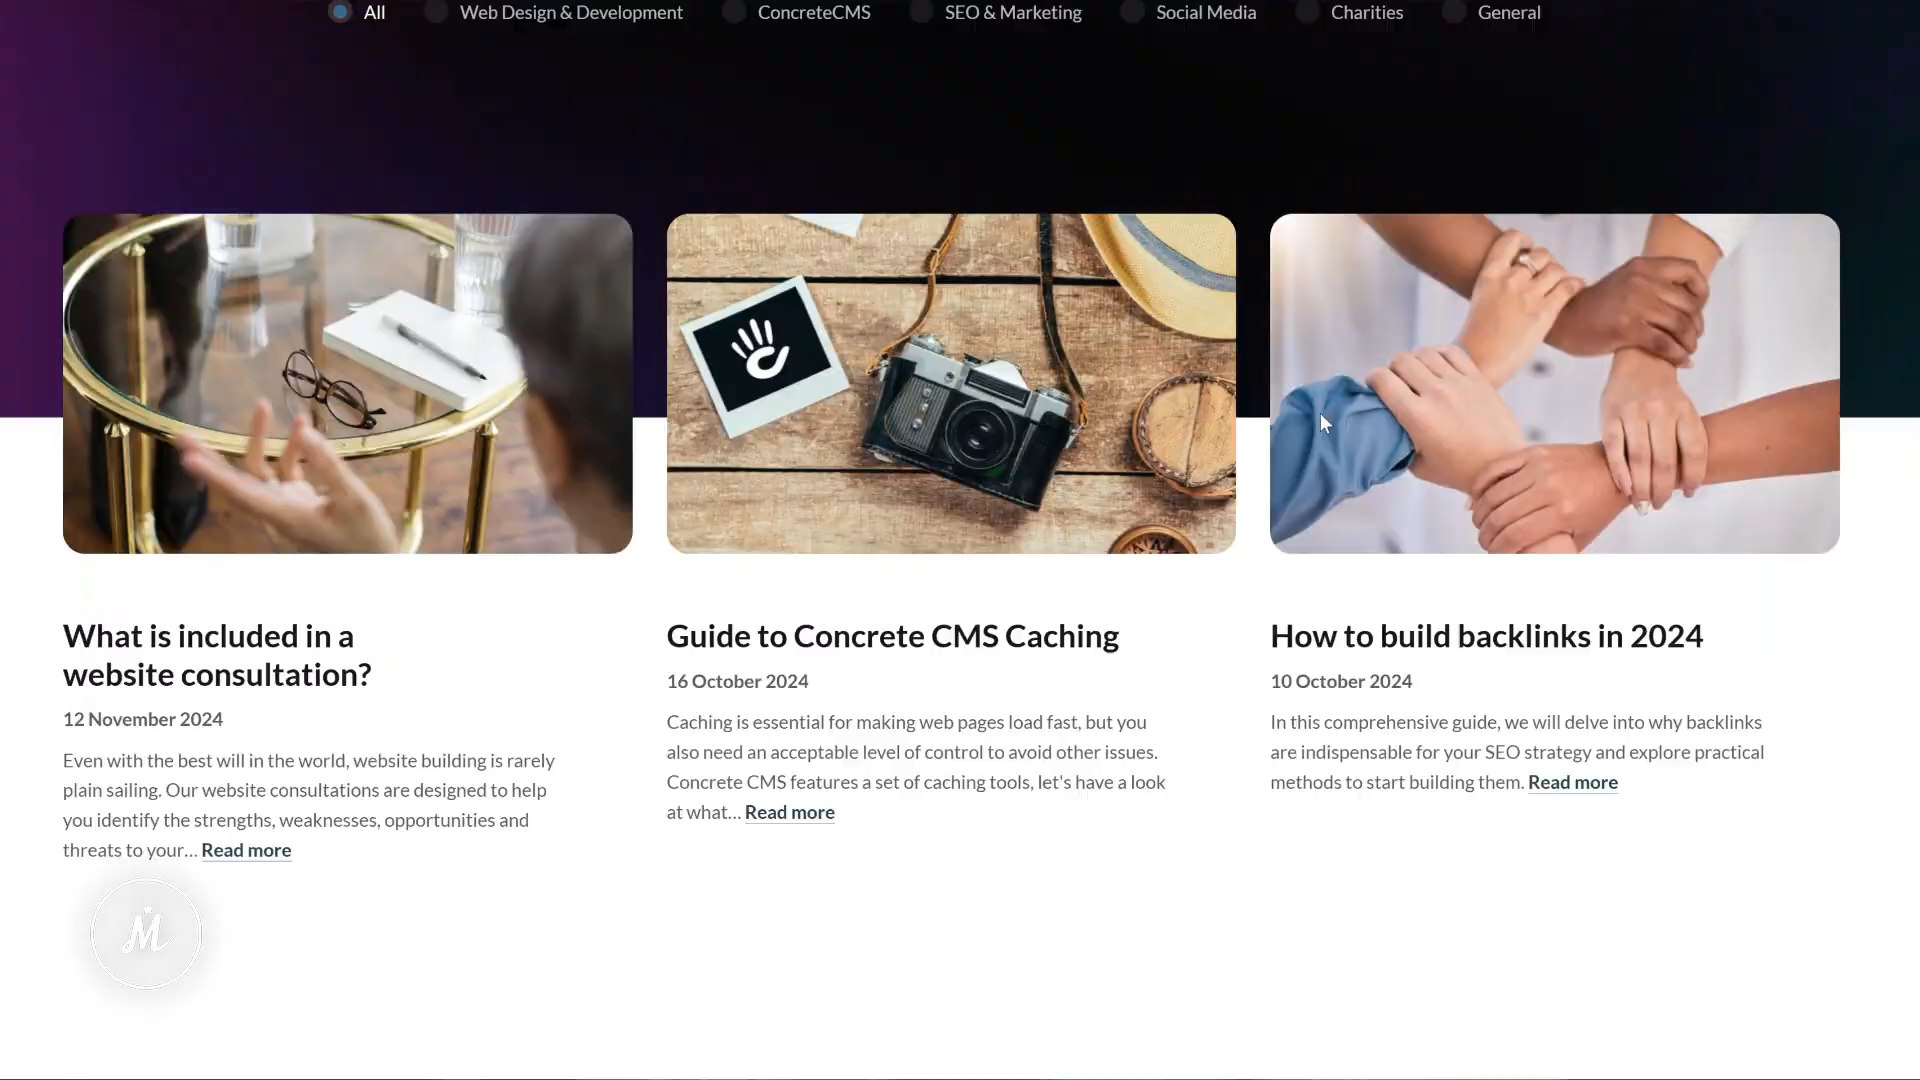 All
Web Design & Development
ConcreteCMS
SEO & Marketing
Social Media
Charities
General
What is included in a
website consultation?
12 November 2024
Even with the best will in the world, website building is rarely
plain sailing. Our website consultations are designed to help
you identify the strengths, weaknesses, opportunities and
threats to your... Read more
Guide to Concrete CMS Caching
16 October 2024
Caching is essential for making web pages load fast, but you
also need an acceptable level of control to avoid other issues.
Concrete CMS features a set of caching tools, let's have a look
at what... Read more
How to build backlinks in 2024
10 October 2024
In this comprehensive guide, we will delve into why backlinks
are indispensable for your SEO strategy and explore practical
methods to start building them. Read more
M